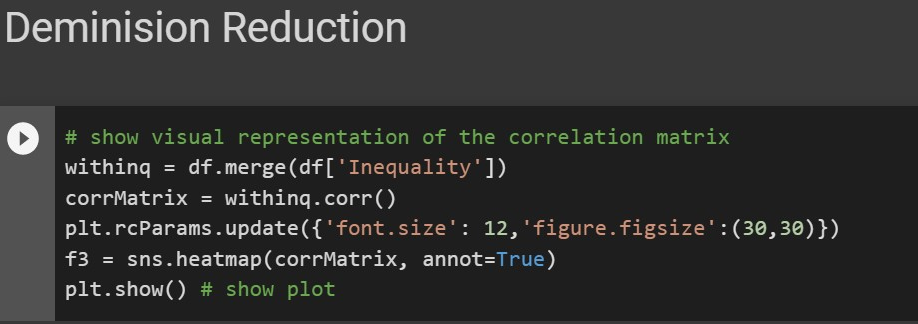 Deminision Reduction
# show visual representation of the correlation matrix
withinq = df.merge(df['Inequality'])
corrMatrix = withinq.corr()
plt.rcParams.update({'font.size': 12,'figure.figsize':(30,30)})
f3 = sns.heatmap(corrMatrix, annot=True)
plt.show() # show plot